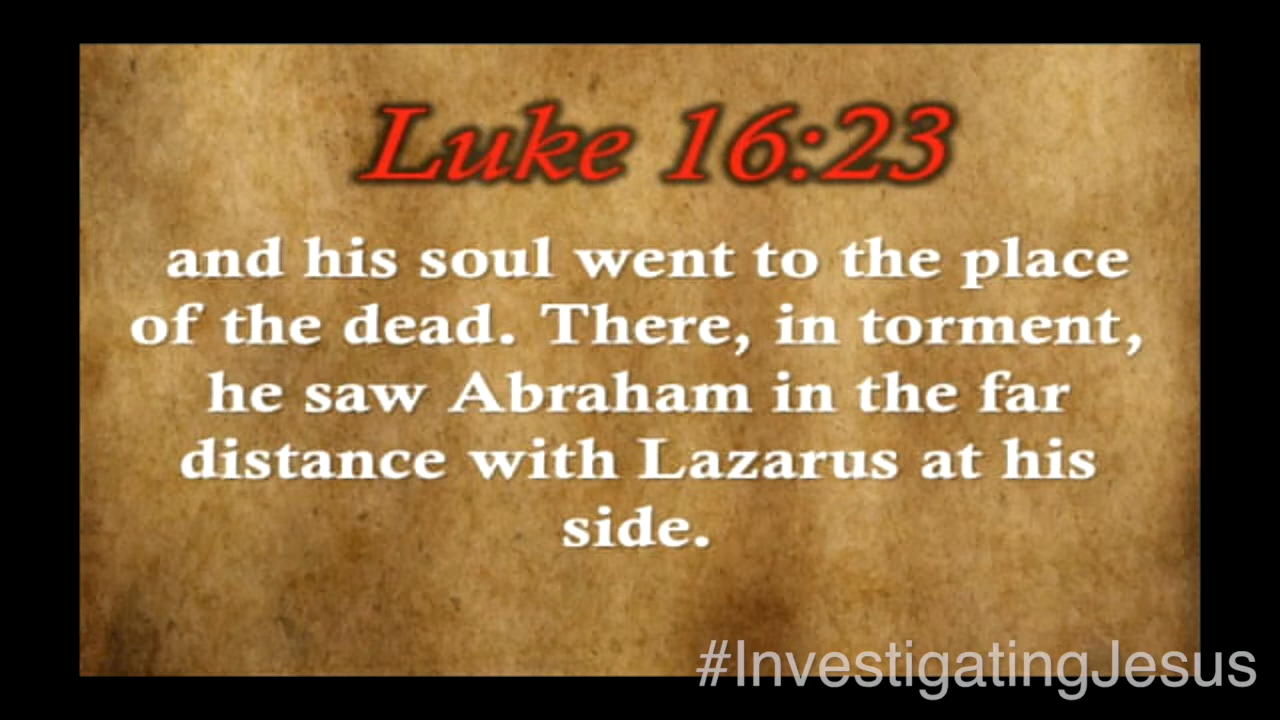 Luke 16:23
and his soul went to the place
of the dead. There, in torment,
he saw Abraham in the far
distance with Lazarus at his
side.
#InvestigatingJesus